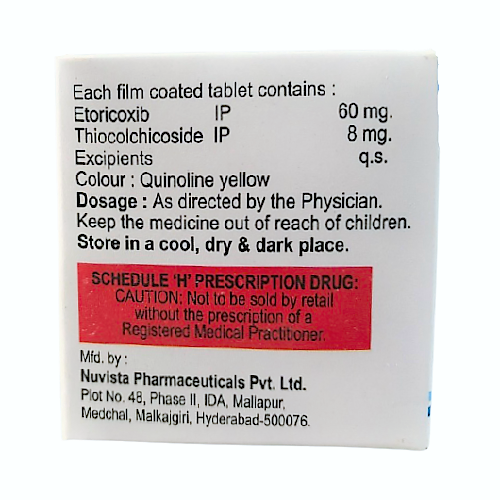 Each film coated tablet contains :
Etoricoxib IP 60 mg.
Thiocolchicoside IP 8 mg.
Excipients q.s.
Colour : Quinoline yellow
Dosage : As directed by the Physician.
Keep the medicine out of reach of children.
Store in a cool, dry & dark place.
SCHEDULE 'H' PRESCRIPTION DRUG:
CAUTION: Not to be sold by retail
without the prescription of a
Registered Medical Practitioner.
Mfd. by :
Nuvista Pharmaceuticals Pvt. Ltd.
Plot No. 48, Phase II, IDA, Mallapur,
Medchal, Malkajgiri, Hyderabad-500076.